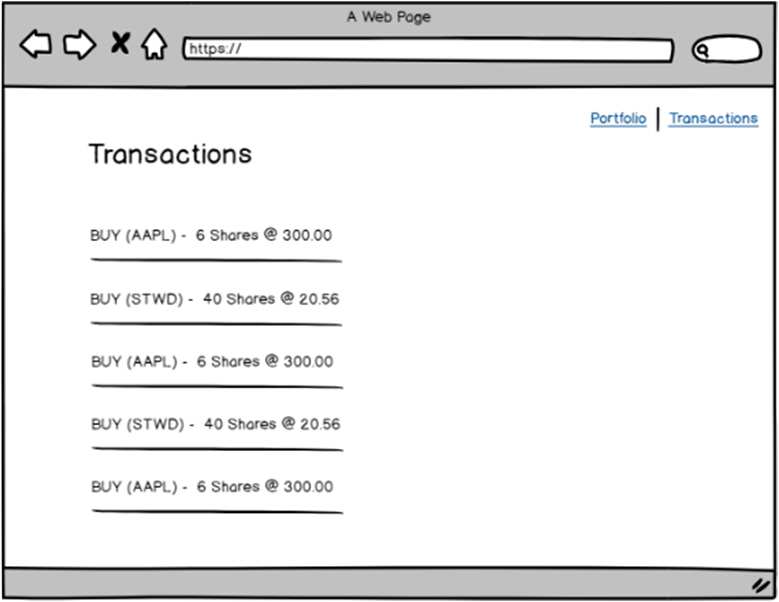 A Web Page
https://
Portfolio | Transactions
Transactions
BUY (AAPL) - 6 Shares @ 300.00
BUY (STWD) - 40 Shares @ 20.56
BUY (AAPL) - 6 Shares @ 300.00
BUY (STWD) - 40 Shares @ 20.56
BUY (AAPL) - 6 Shares @ 300.00